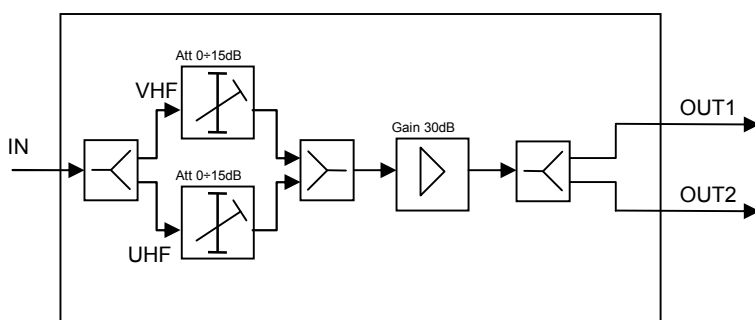 Att 0÷15dB
VHF
OUT1
Gain 30dB
IN
Att 0÷15dB
OUT2
UHF